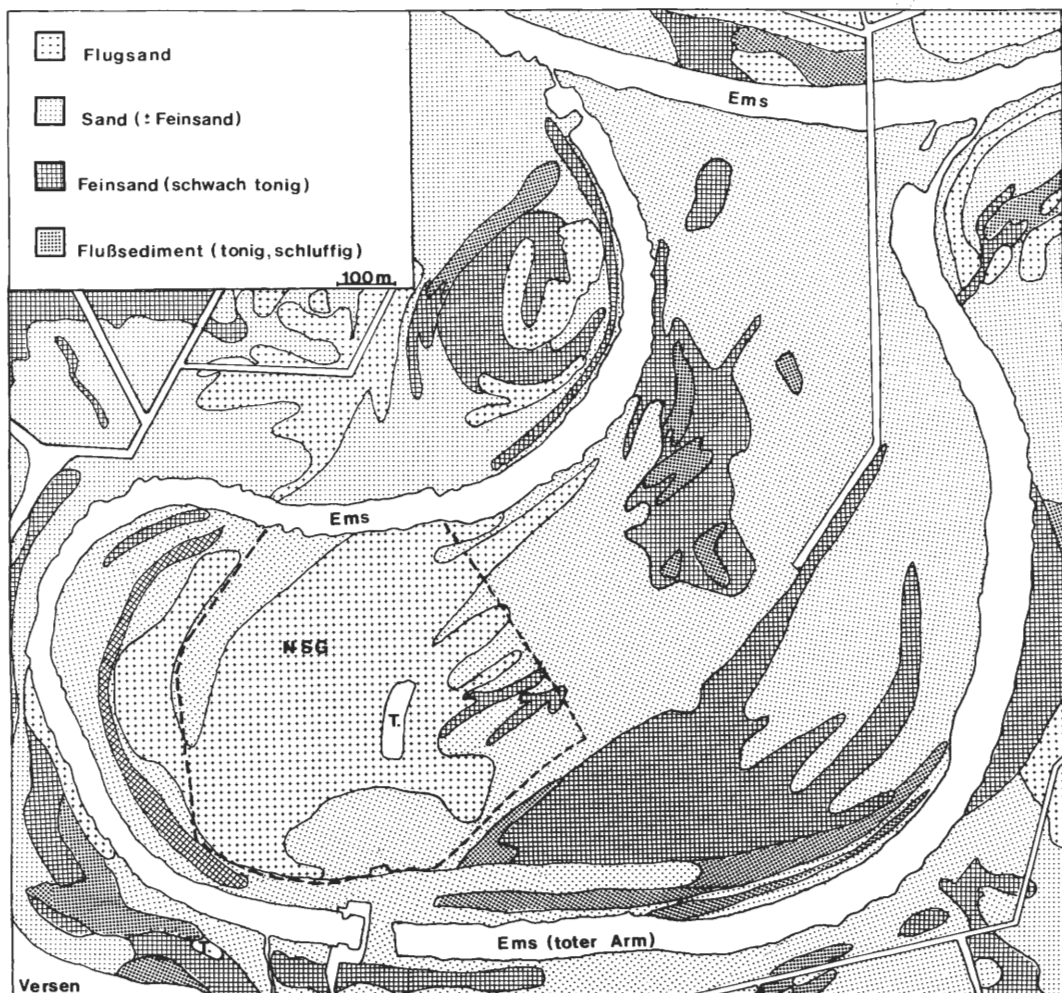 Flugsand
Sand (± Feinsand)
Feinsand (schwach tonig)
Flußsediment (tonig, schluffig)
100 m
Ems
Ems
NSG
T.
Ems (toter Arm)
T.
Versen